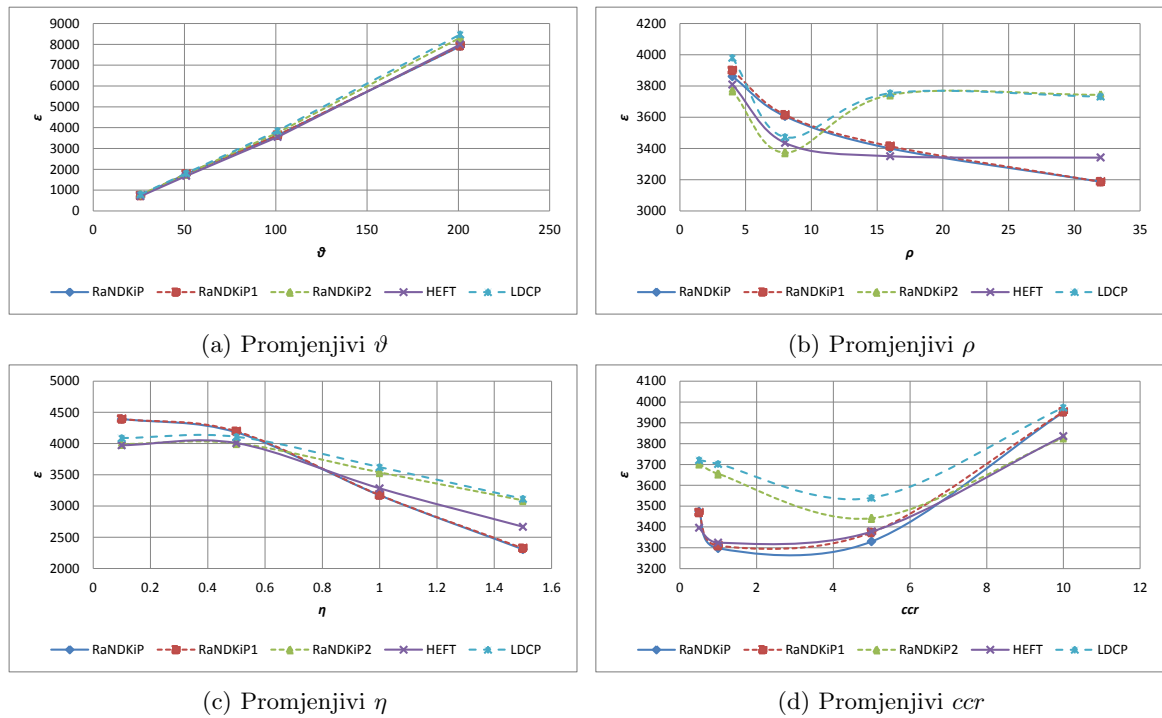 9000
8000
7000
6000
5000
4000
3000
2000
1000
0
ε
0 50 100 150 200 250
ϑ
RaNDKiP RaNDKiP1 RaNDKiP2 HEFT LDCP
(a) Promjenjivi ϑ
4200
4000
3800
3600
3400
3200
3000
ε
0 5 10 15 20 25 30 35
ρ
RaNDKiP RaNDKiP1 RaNDKiP2 HEFT LDCP
(b) Promjenjivi ρ
5000
4500
4000
3500
3000
2500
2000
ε
0 0.2 0.4 0.6 0.8 1 1.2 1.4 1.6
η
RaNDKiP RaNDKiP1 RaNDKiP2 HEFT LDCP
(c) Promjenjivi η
4100
4000
3900
3800
3700
3600
3500
3400
3300
3200
ε
0 2 4 6 8 10 12
ccr
RaNDKiP RaNDKiP1 RaNDKiP2 HEFT LDCP
(d) Promjenjivi ccr